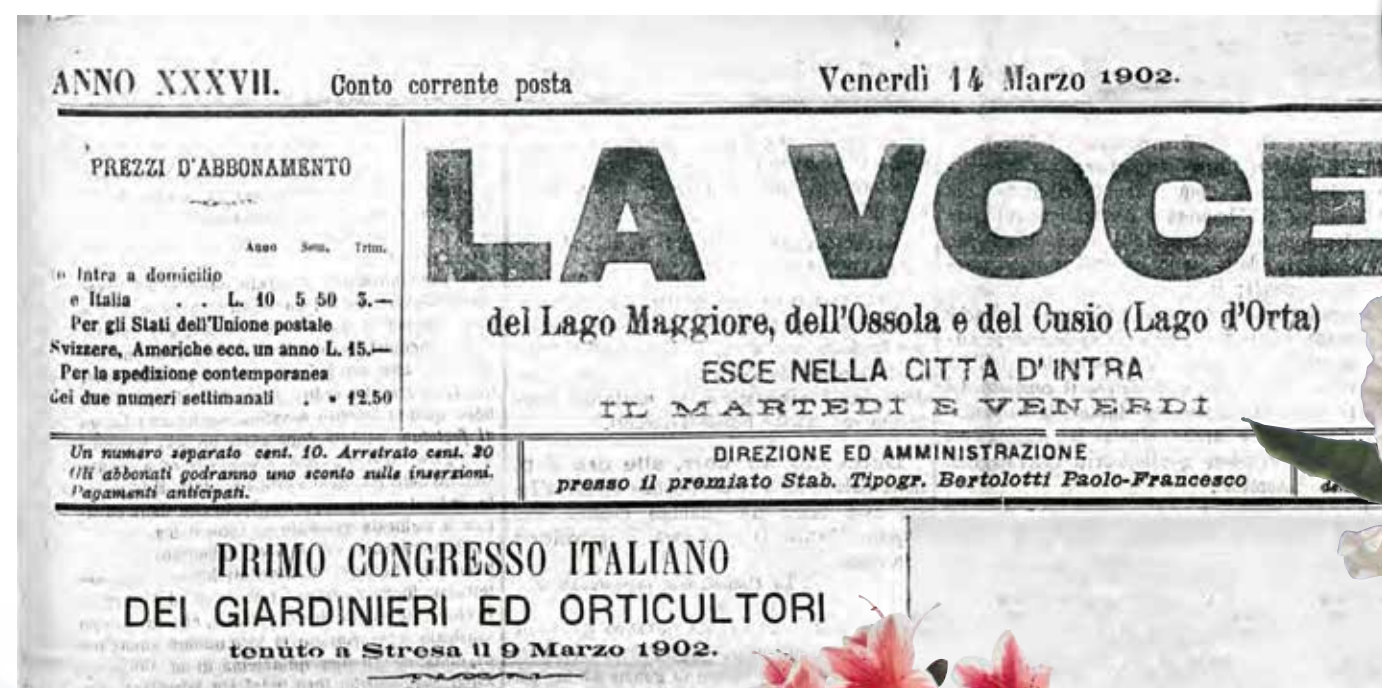 ANNO XXXVII. Conto corrente posta Venerdì 14 Marzo 1902.
PREZZI D'ABBONAMENTO
Anno Sem. Trim.
Intra a domicilio
e Italia . . L. 10 5 50 3.—
Per gli Stati dell'Unione postale
Svizzere, Americhe ecc. un anno L. 15.—
Per la spedizione contemporanea
dei due numeri settimanali » 12.50
LA VOCE
del Lago Maggiore, dell'Ossola e del Cusio (Lago d'Orta)
ESCE NELLA CITTÀ D'INTRA
IL MARTEDÌ E VENERDÌ
Un numero separato cent. 10. Arretrato cent. 20
Gli abbonati godranno uno sconto sulle inserzioni.
Pagamenti anticipati.
DIREZIONE ED AMMINISTRAZIONE
presso il premiato Stab. Tipogr. Bertolotti Paolo-Francesco
PRIMO CONGRESSO ITALIANO
DEI GIARDINIERI ED ORTICULTORI
tenuto a Stresa il 9 Marzo 1902.